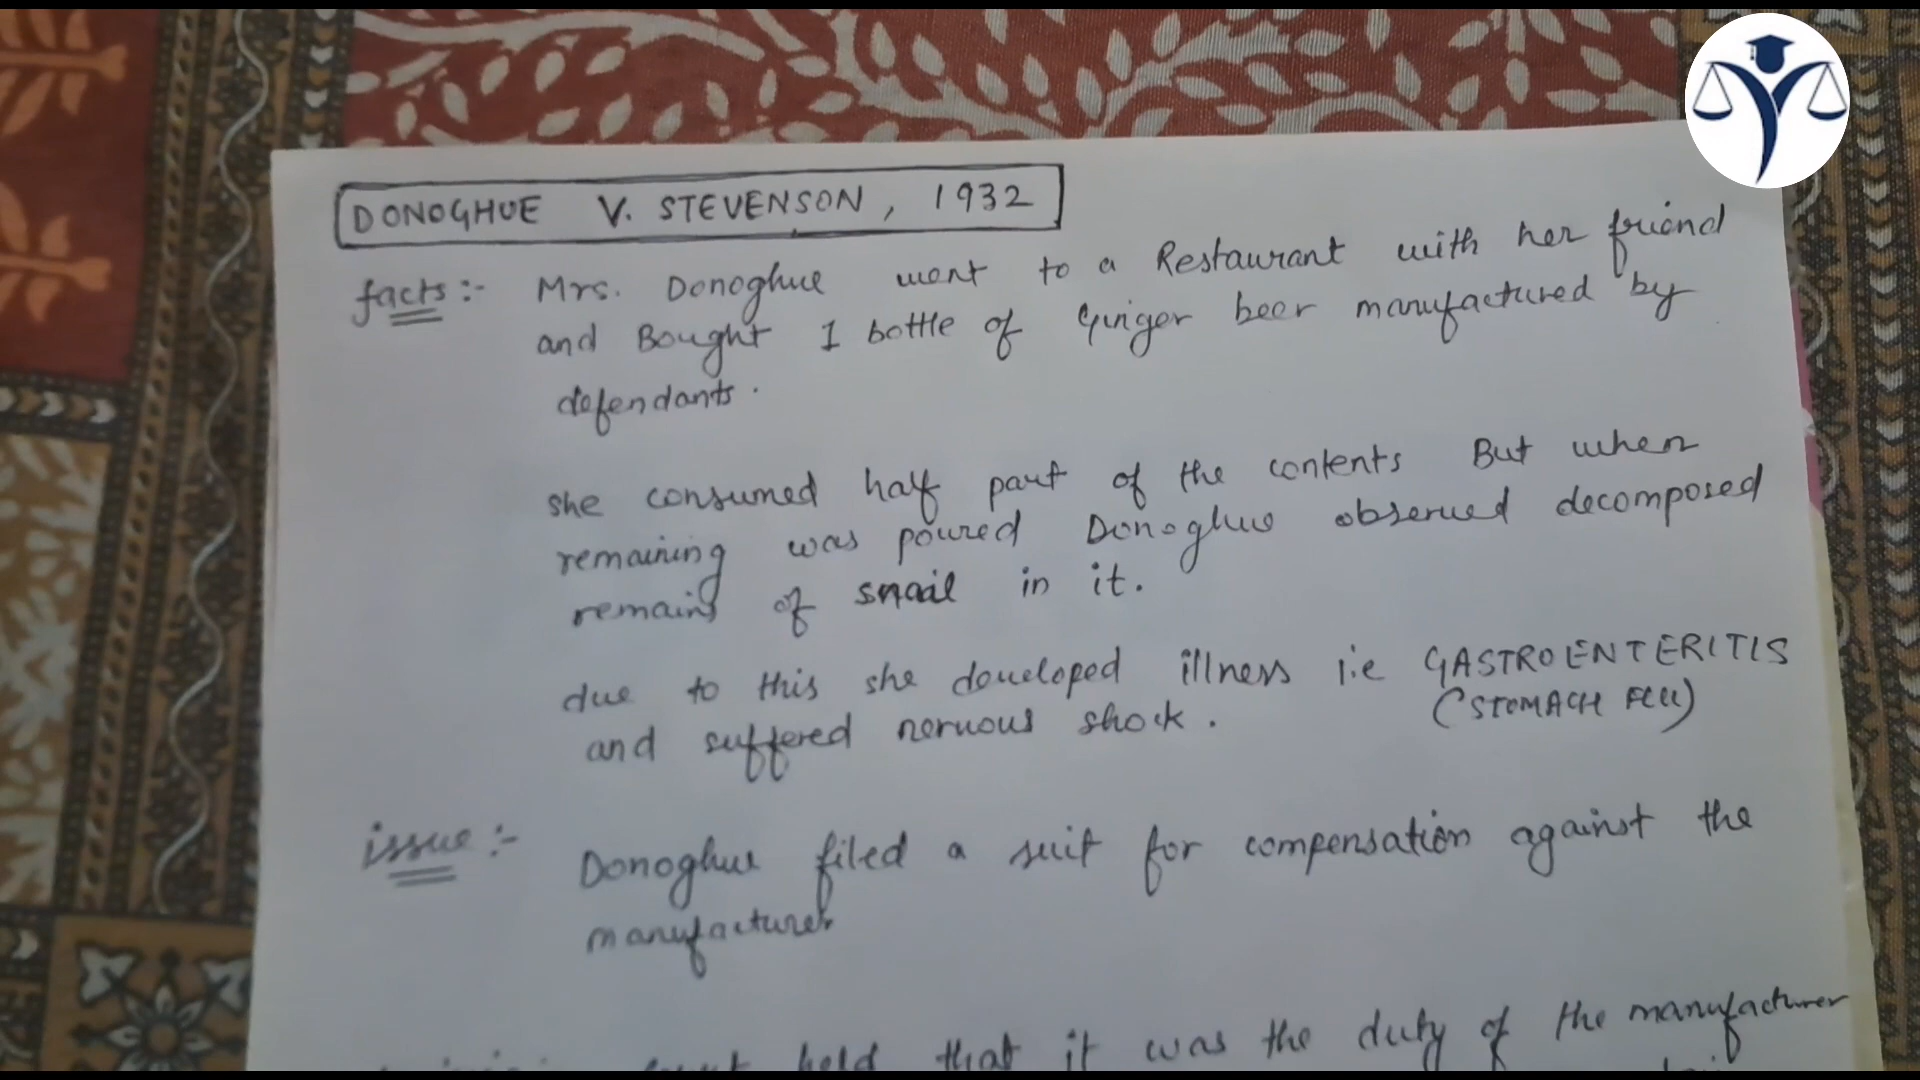 DONOGHUE V. STEVENSON, 1932
facts:- Mrs. Donoghue went to a Restaurant with her friend
and Bought 1 bottle of Ginger beer manufactured by
defendants.
she consumed half part of the contents But when
remaining was poured Donoghue observed decomposed
remains of snail in it.
due to this she developed illness i.e GASTROENTERITIS
(STOMACH FLU)
and suffered nervous shock.
issue:- Donoghue filed a suit for compensation against the
manufacturer
held that it was the duty of the manufacturer